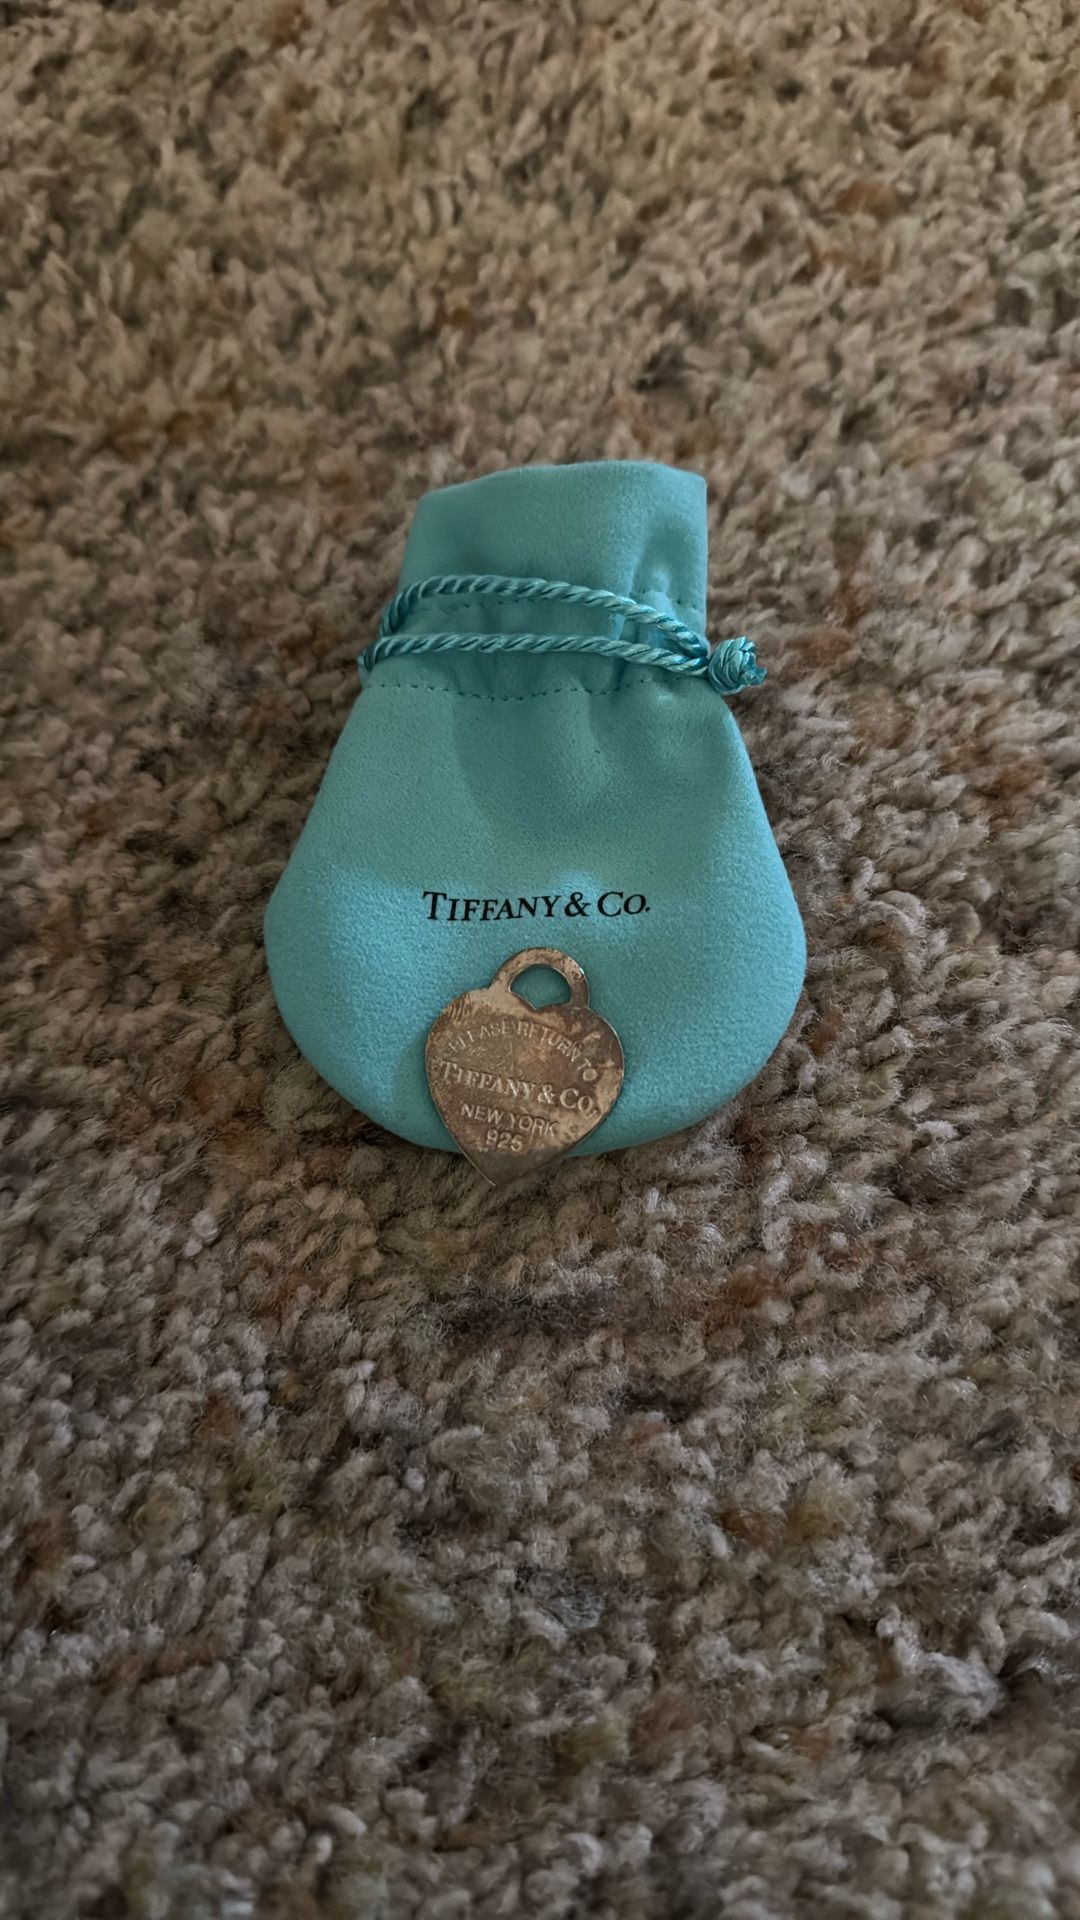 TIFFANY & CO.
PLEASE RETURN TO
TIFFANY & CO.
NEW YORK
925